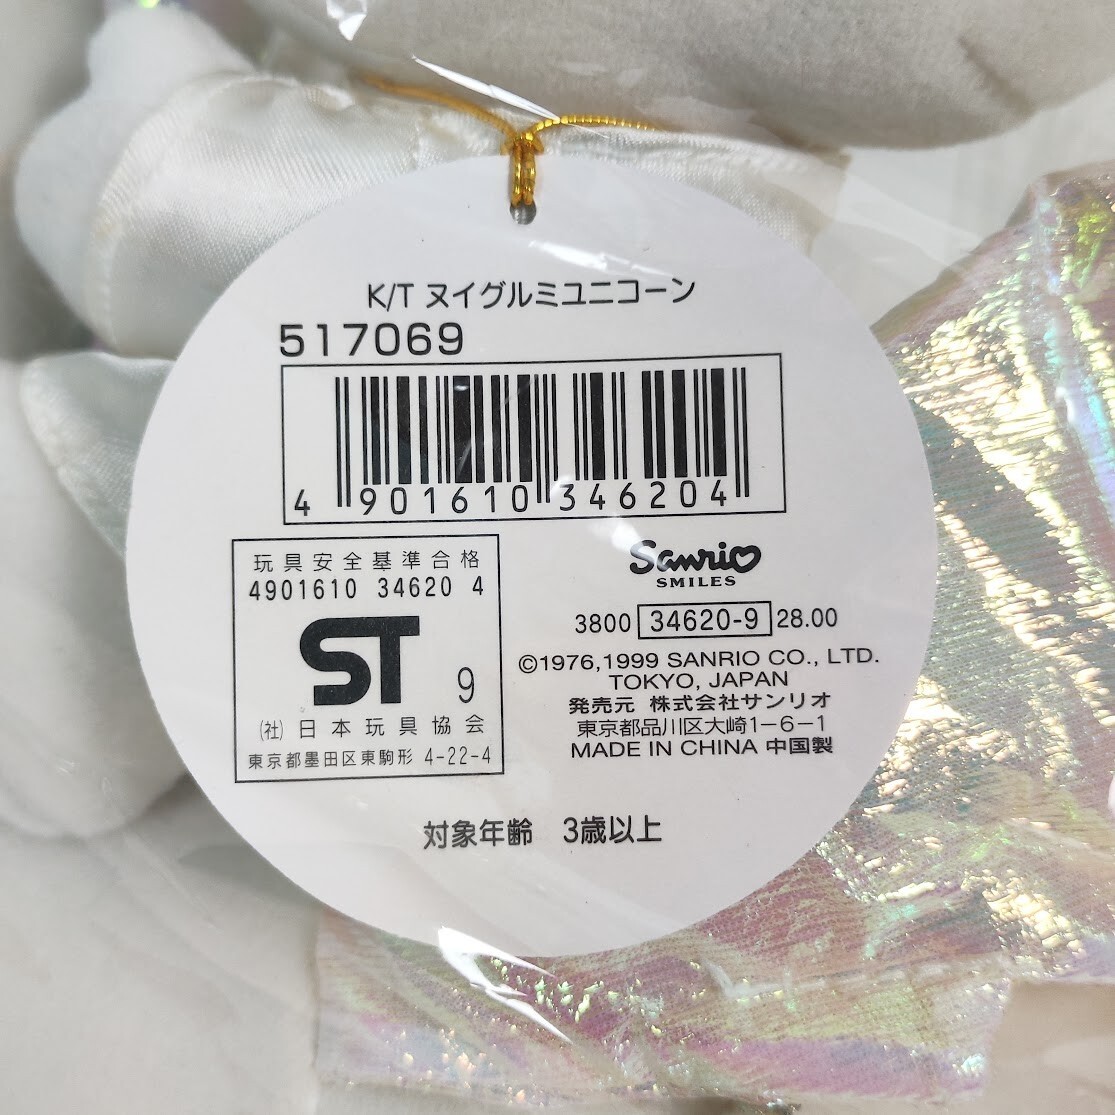 K/T ヌイグルミユニコーン
517069
4 901610 346204
玩具安全基準合格
4901610 34620 4
ST 9
(社)日本玩具協会
東京都墨田区東駒形 4-22-4
Sanrio
SMILES
3800 34620-9 28.00
©1976,1999 SANRIO CO., LTD.
TOKYO, JAPAN
発売元 株式会社サンリオ
東京都品川区大崎1-6-1
MADE IN CHINA 中国製
対象年齢 3歳以上